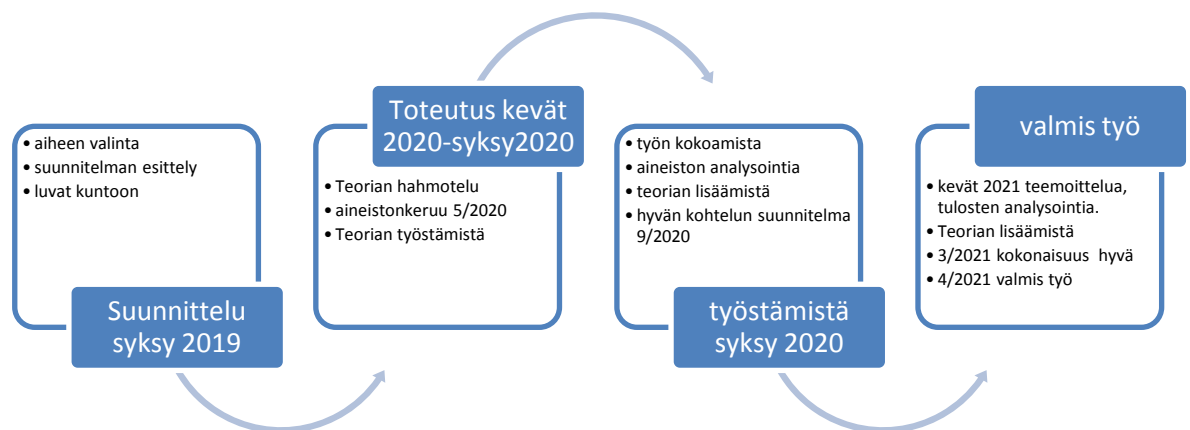 • aiheen valinta
• suunnitelman esittely
• luvat kuntoon
Suunnittelu
syksy 2019
Toteutus kevät
2020-syksy2020
• Teorian hahmotelu
• aineistonkeruu 5/2020
• Teorian työstämistä
• työn kokoamista
• aineiston analysointia
• teorian lisäämistä
• hyvän kohtelun suunnitelma
9/2020
työstämistä
syksy 2020
valmis työ
• kevät 2021 teemoittelua,
tulosten analysointia.
• Teorian lisäämistä
• 3/2021 kokonaisuus hyvä
• 4/2021 valmis työ